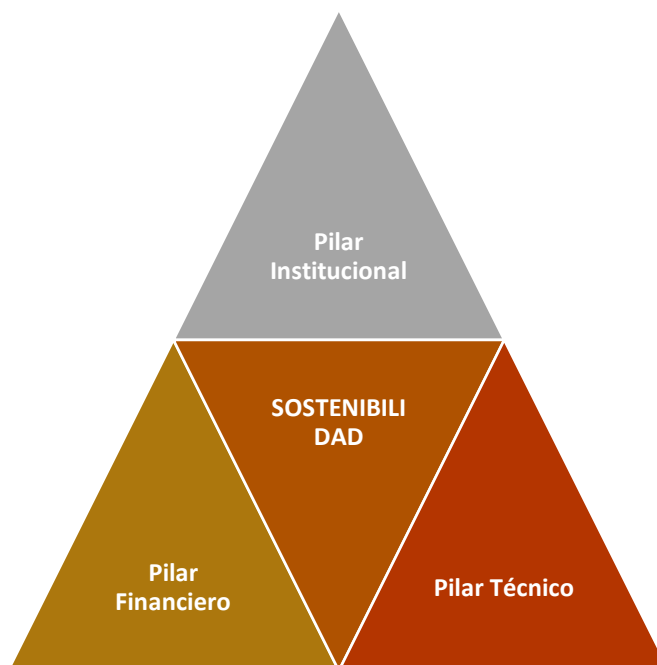 Pilar
Institucional
SOSTENIBILI
DAD
Pilar
Financiero
Pilar Técnico